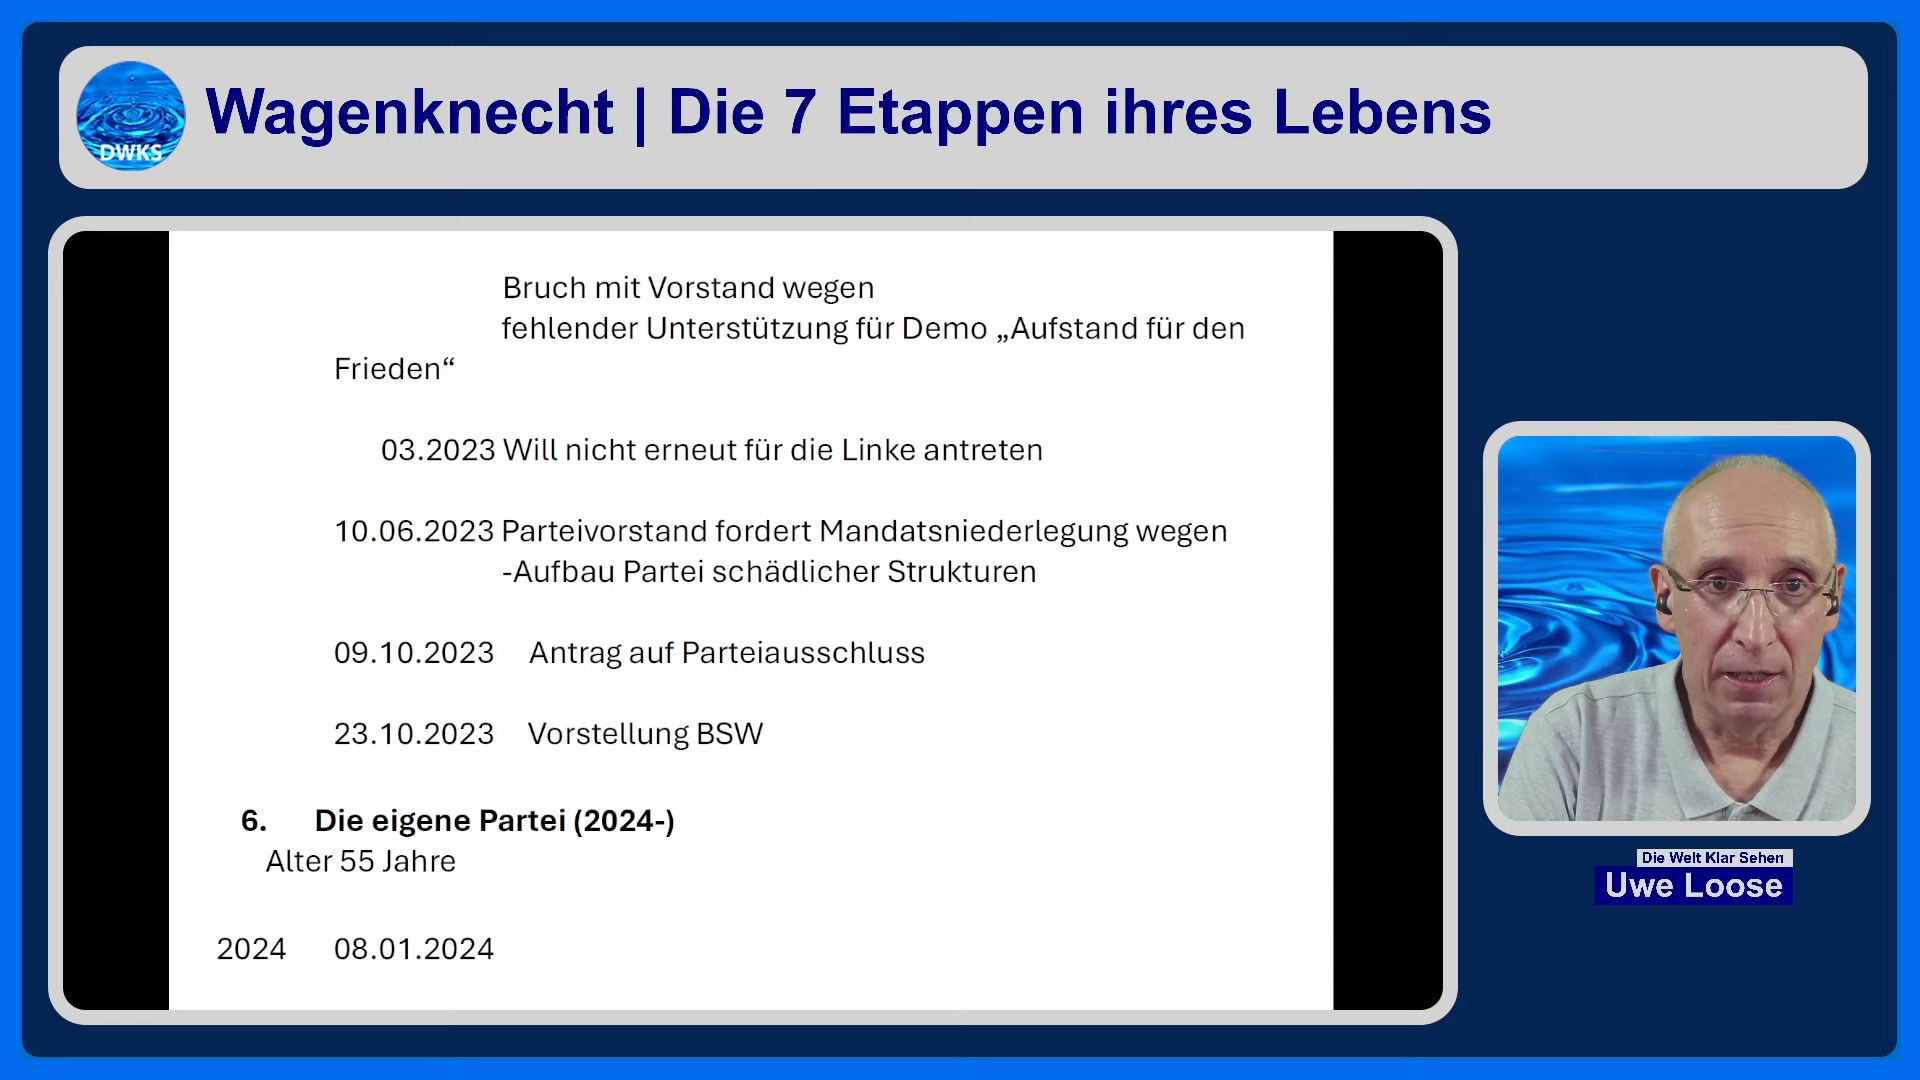 Wagenknecht | Die 7 Etappen ihres Lebens
DWKS
Bruch mit Vorstand wegen
fehlender Unterstützung für Demo „Aufstand für den
Frieden“
03.2023 Will nicht erneut für die Linke antreten
10.06.2023 Parteivorstand fordert Mandatsniederlegung wegen
-Aufbau Partei schädlicher Strukturen
09.10.2023 Antrag auf Parteiausschluss
23.10.2023 Vorstellung BSW
6. Die eigene Partei (2024-)
Alter 55 Jahre
2024 08.01.2024
Die Welt Klar Sehen
Uwe Loose